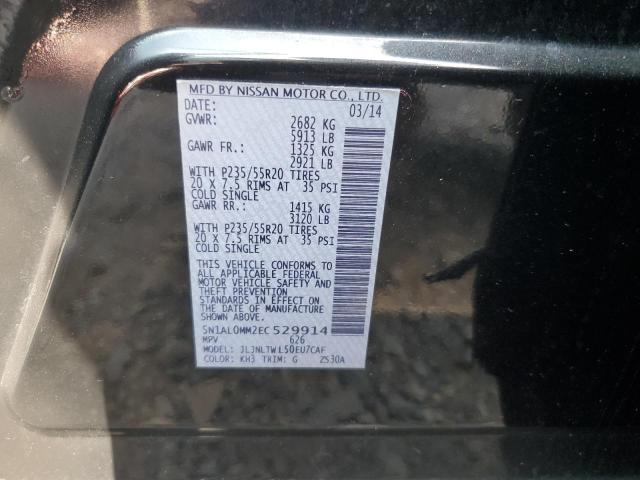 MFD BY NISSAN MOTOR CO., LTD.
DATE: 03/14
GVWR: 2682 KG
5913 LB
GAWR FR.: 1325 KG
2921 LB
WITH P235/55R20 TIRES
20 X 7.5 RIMS AT 35 PSI
COLD SINGLE
GAWR RR.: 1415 KG
3120 LB
WITH P235/55R20 TIRES
20 X 7.5 RIMS AT 35 PSI
COLD SINGLE
THIS VEHICLE CONFORMS TO
ALL APPLICABLE FEDERAL
MOTOR VEHICLE SAFETY AND
THEFT PREVENTION
STANDARDS IN EFFECT ON
THE DATE OF MANUFACTURE
SHOWN ABOVE.
5N1AL0MM2EC529914
MPV 626
MODEL: JLJNLTWL50EU7CAF
COLOR: KH3 TRIM: G ZS30A